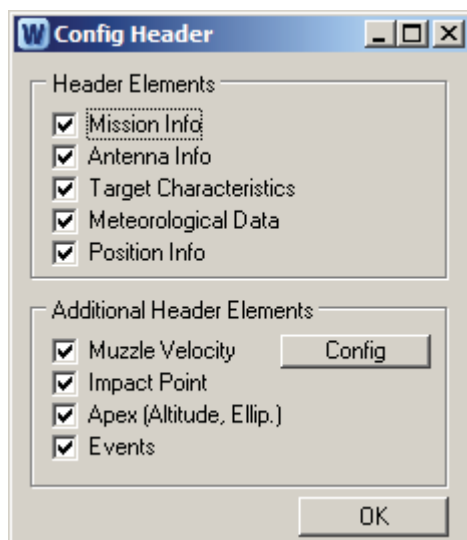 W Config Header
Header Elements
Mission Info
Antenna Info
Target Characteristics
Meteorological Data
Position Info
Additional Header Elements
Muzzle Velocity Config
Impact Point
Apex (Altitude, Ellip.)
Events
OK